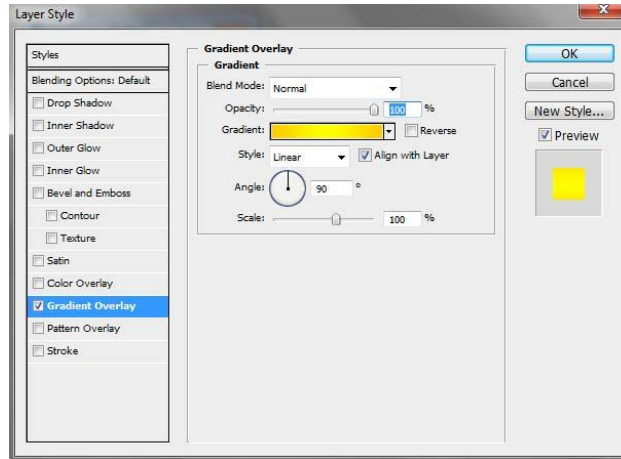 Layer Style
Styles
Blending Options: Default
Drop Shadow
Inner Shadow
Outer Glow
Inner Glow
Bevel and Emboss
Contour
Texture
Satin
Color Overlay
Gradient Overlay
Pattern Overlay
Stroke
Gradient Overlay
Gradient
Blend Mode: Normal
Opacity: 100 %
Gradient: Reverse
Style: Linear Align with Layer
Angle: 90 °
Scale: 100 %
OK
Cancel
New Style...
Preview